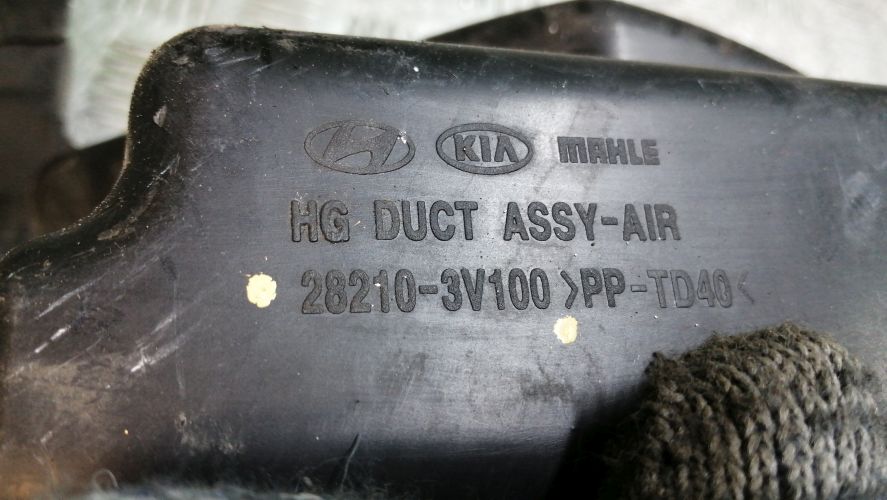 KIA MAHLE
HG DUCT ASSY-AIR
28210-3V100 >PP-TD40<